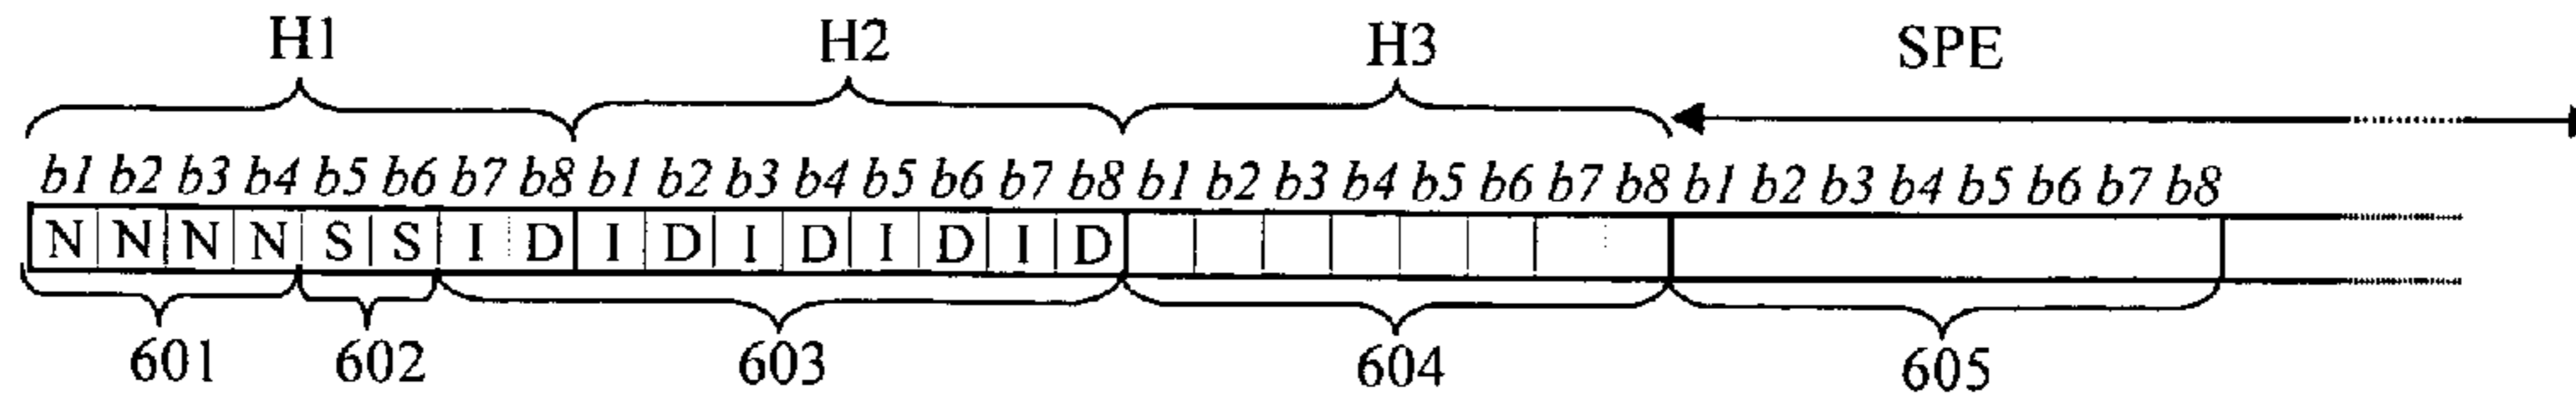 H1 H2 H3 SPE
b1 b2 b3 b4 b5 b6 b7 b8 b1 b2 b3 b4 b5 b6 b7 b8 b1 b2 b3 b4 b5 b6 b7 b8 b1 b2 b3 b4 b5 b6 b7 b8
N N N N S S I D I D I D I D I D
601 602 603 604 605